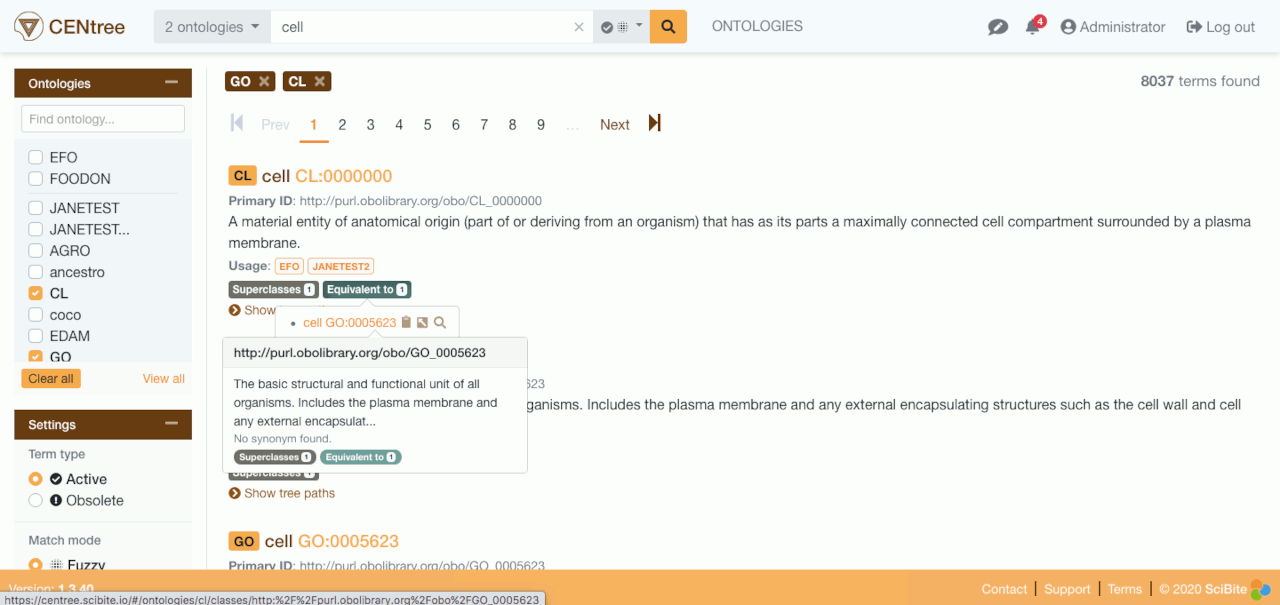 CENtree
2 ontologies
cell
ONTOLOGIES
4
Administrator
Log out
Ontologies
Find ontology...
EFO
FOODON
JANETEST
JANETEST...
AGRO
ancestro
CL
coco
EDAM
GO
Clear all
View all
Settings
Term type
Active
Obsolete
Match mode
Fuzzy
GO
CL
8037 terms found
Prev 1 2 3 4 5 6 7 8 9 ... Next
CL cell CL:0000000
Primary ID: http://purl.obolibrary.org/obo/CL_0000000
A material entity of anatomical origin (part of or deriving from an organism) that has as its parts a maximally connected cell compartment surrounded by a plasma
membrane.
Usage: EFO JANETEST2
Superclasses 1 Equivalent to 1
Show
cell GO:0005623
http://purl.obolibrary.org/obo/GO_0005623
The basic structural and functional unit of all
organisms. Includes the plasma membrane and
any external encapsulat...
No synonym found.
Superclasses 1 Equivalent to 1
623
ganisms. Includes the plasma membrane and any external encapsulating structures such as the cell wall and cell
Superclasses 1
Show tree paths
GO cell GO:0005623
Primary ID: http://purl.obolibrary.org/obo/GO_0005623
Version: 1.3.40
Contact | Support | Terms | © 2020 SciBite
https://centree.scibite.io/#/ontologies/cl/classes/http:%2F%2Fpurl.obolibrary.org%2Fobo%2FGO_0005623